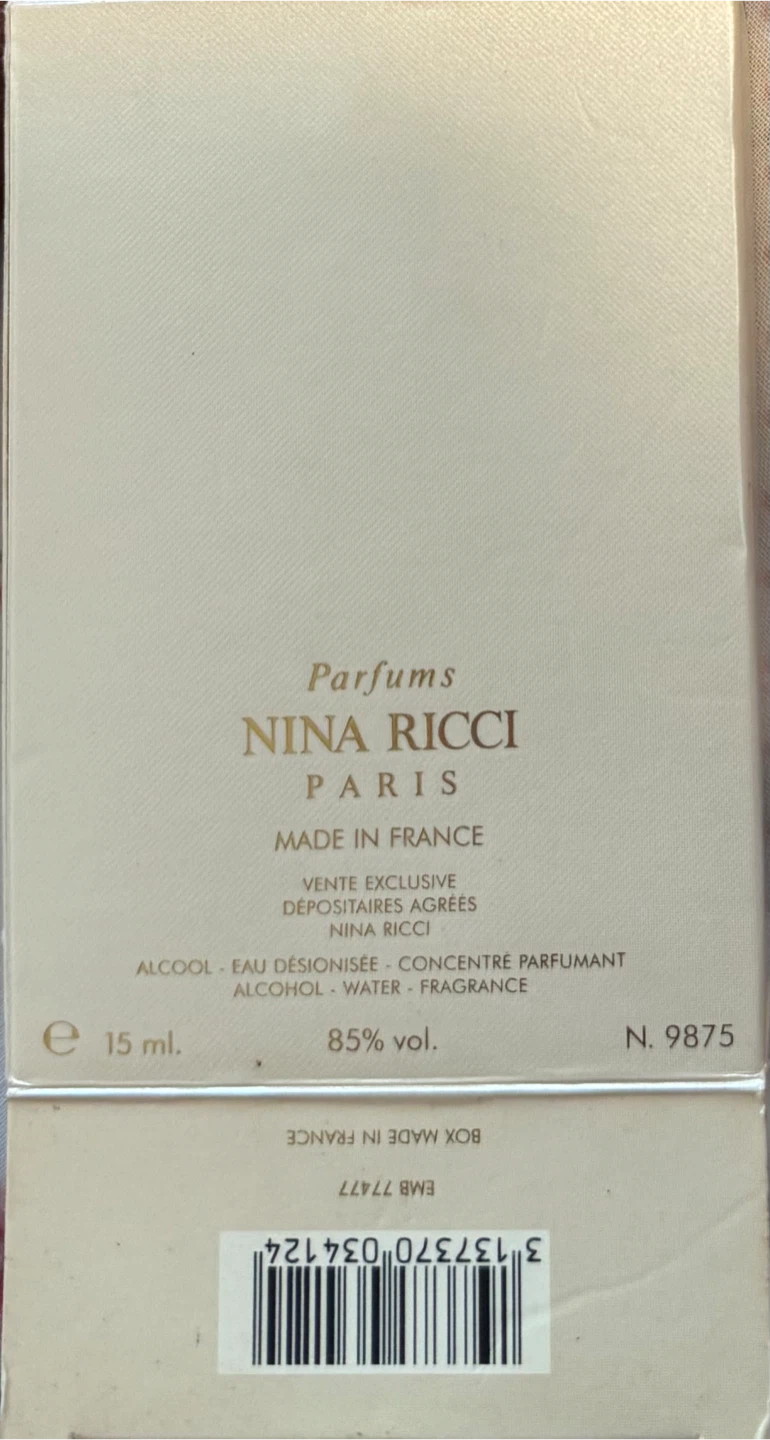 Parfums
NINA RICCI
PARIS
MADE IN FRANCE
VENTE EXCLUSIVE
DÉPOSITAIRES AGRÉÉS
NINA RICCI
ALCOOL - EAU DÉSIONISÉE - CONCENTRÉ PARFUMANT
ALCOHOL - WATER - FRAGRANCE
e 15 ml. 85% vol. N. 9875
BOX MADE IN FRANCE
EMB 77477
3 137370 034124